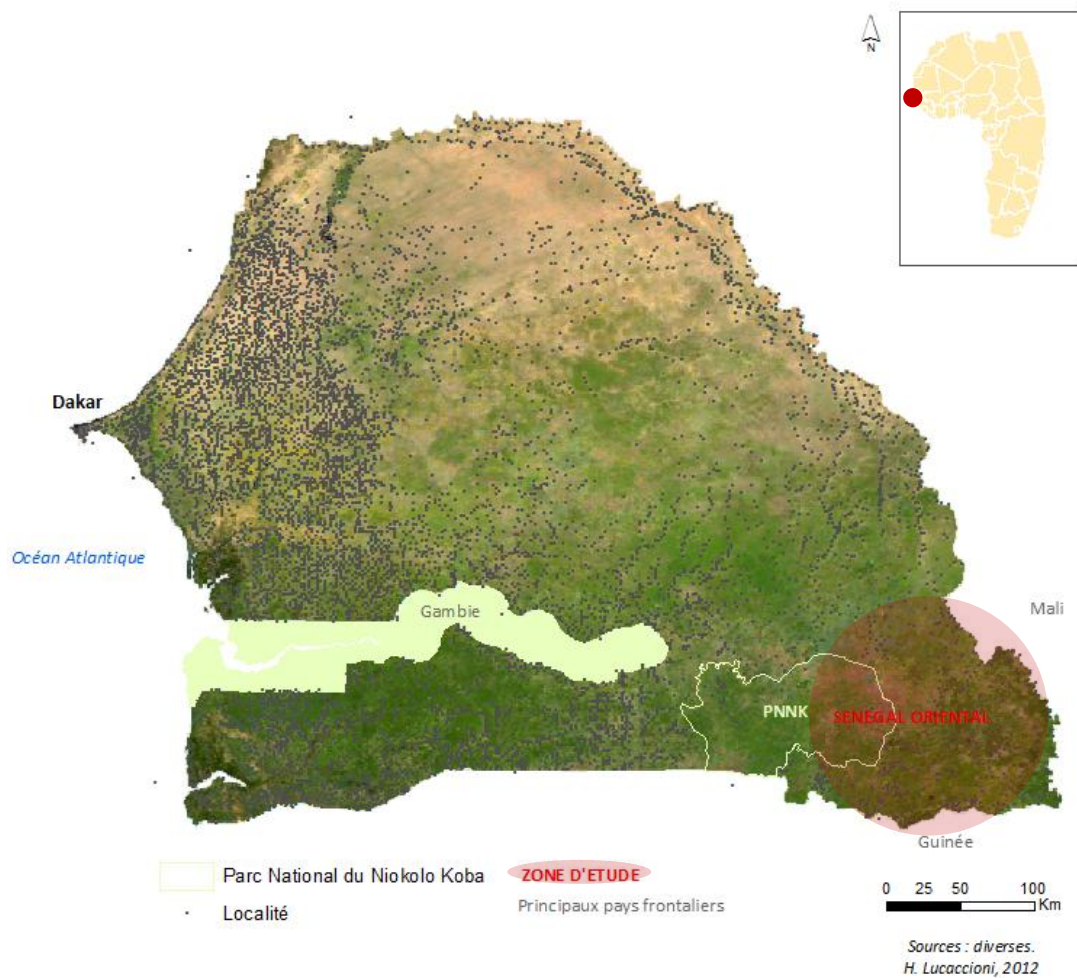 N
Dakar
Océan Atlantique
Gambie
Mali
PNNK
SENEGAL ORIENTAL
Guinée
Parc National du Niokolo Koba
ZONE D'ETUDE
Localité
Principaux pays frontaliers
0 25 50 100
Km
Sources : diverses.
H. Lucaccioni, 2012